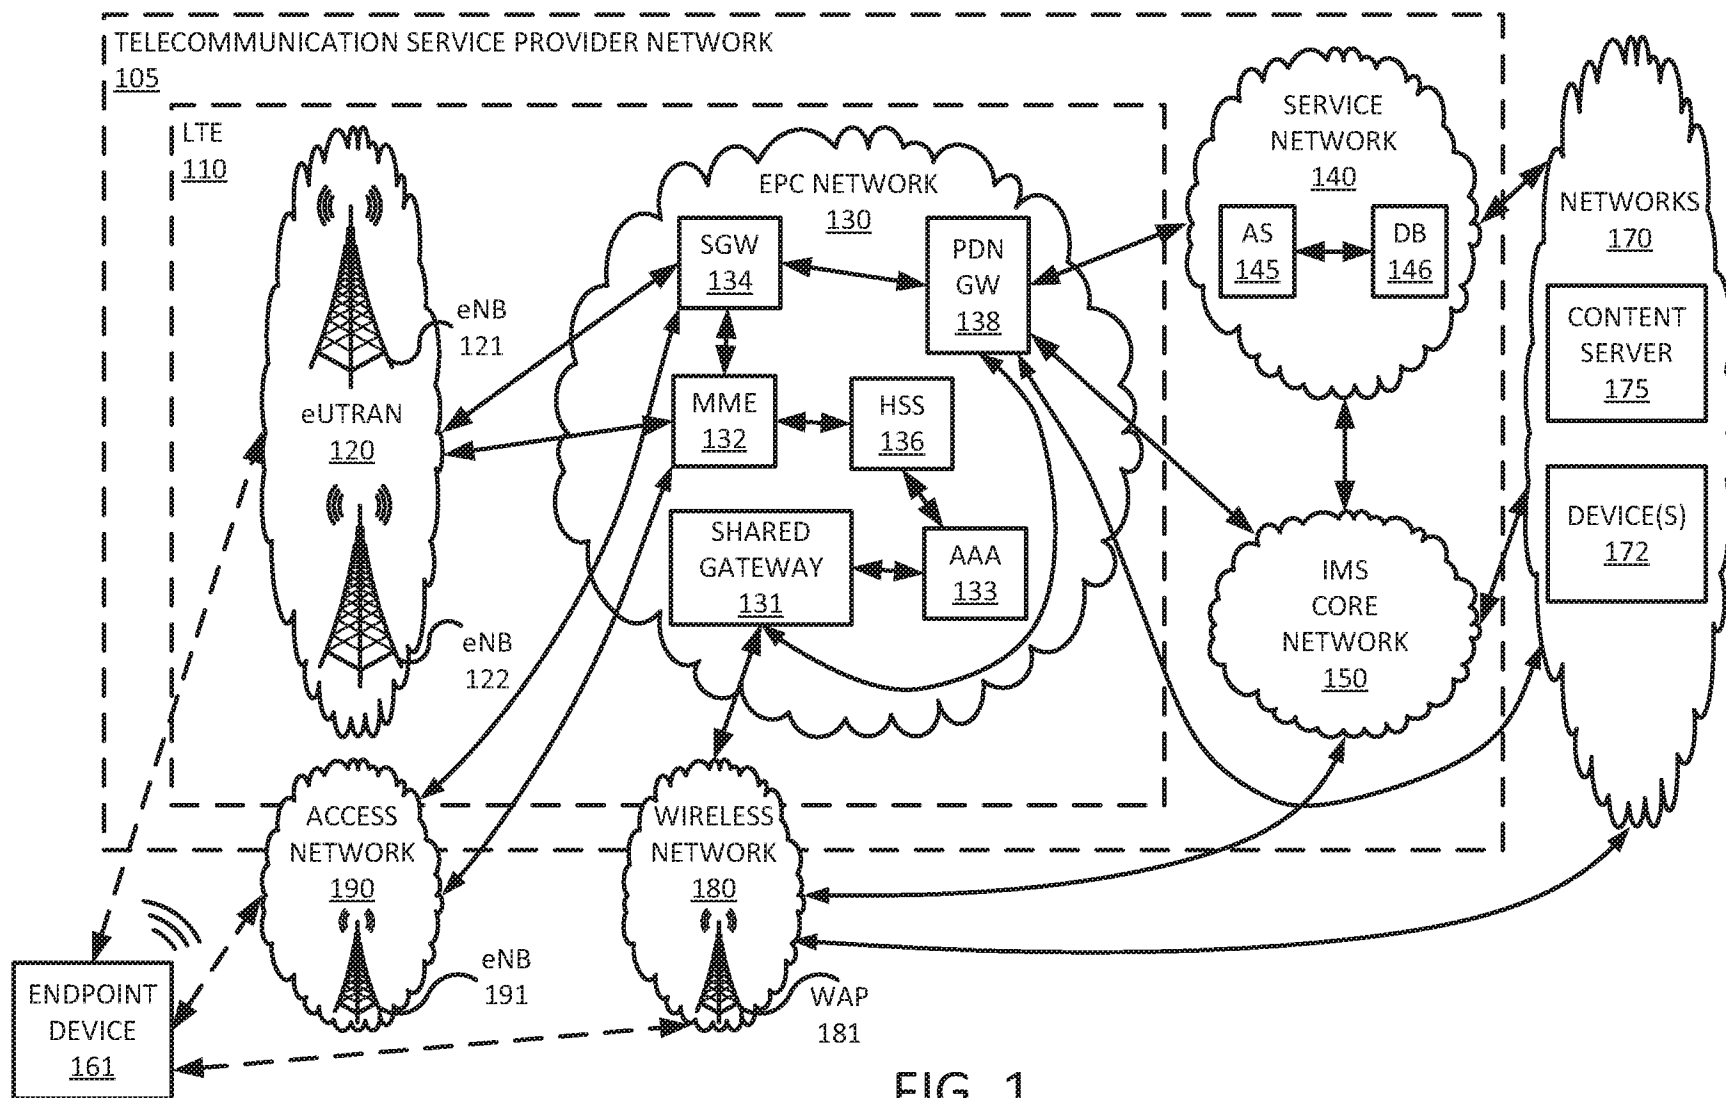 TELECOMMUNICATION SERVICE PROVIDER NETWORK
105
LTE
110
eNB
121
eUTRAN
120
eNB
122
EPC NETWORK
130
SGW
134
PDN
GW
138
MME
132
HSS
136
SHARED
GATEWAY
131
AAA
133
SERVICE
NETWORK
140
AS
145
DB
146
IMS
CORE
NETWORK
150
NETWORKS
170
CONTENT
SERVER
175
DEVICE(S)
172
ACCESS
NETWORK
190
eNB
191
WIRELESS
NETWORK
180
WAP
181
ENDPOINT
DEVICE
161
FIG. 1